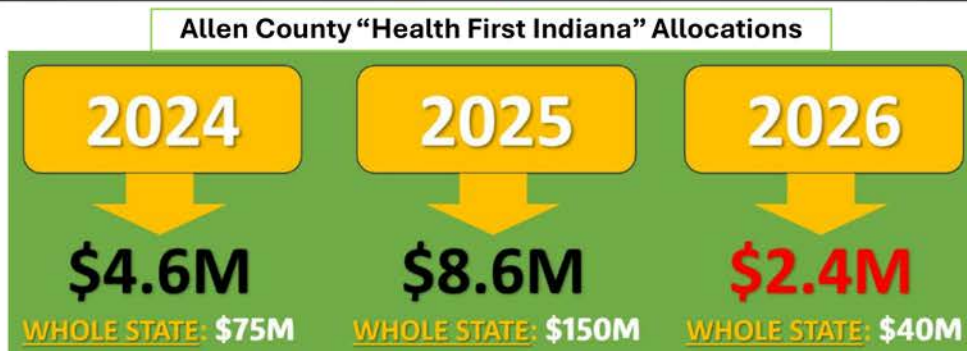 Allen County “Health First Indiana” Allocations
2024 2025 2026
$4.6M $8.6M $2.4M
WHOLE STATE: $75M WHOLE STATE: $150M WHOLE STATE: $40M